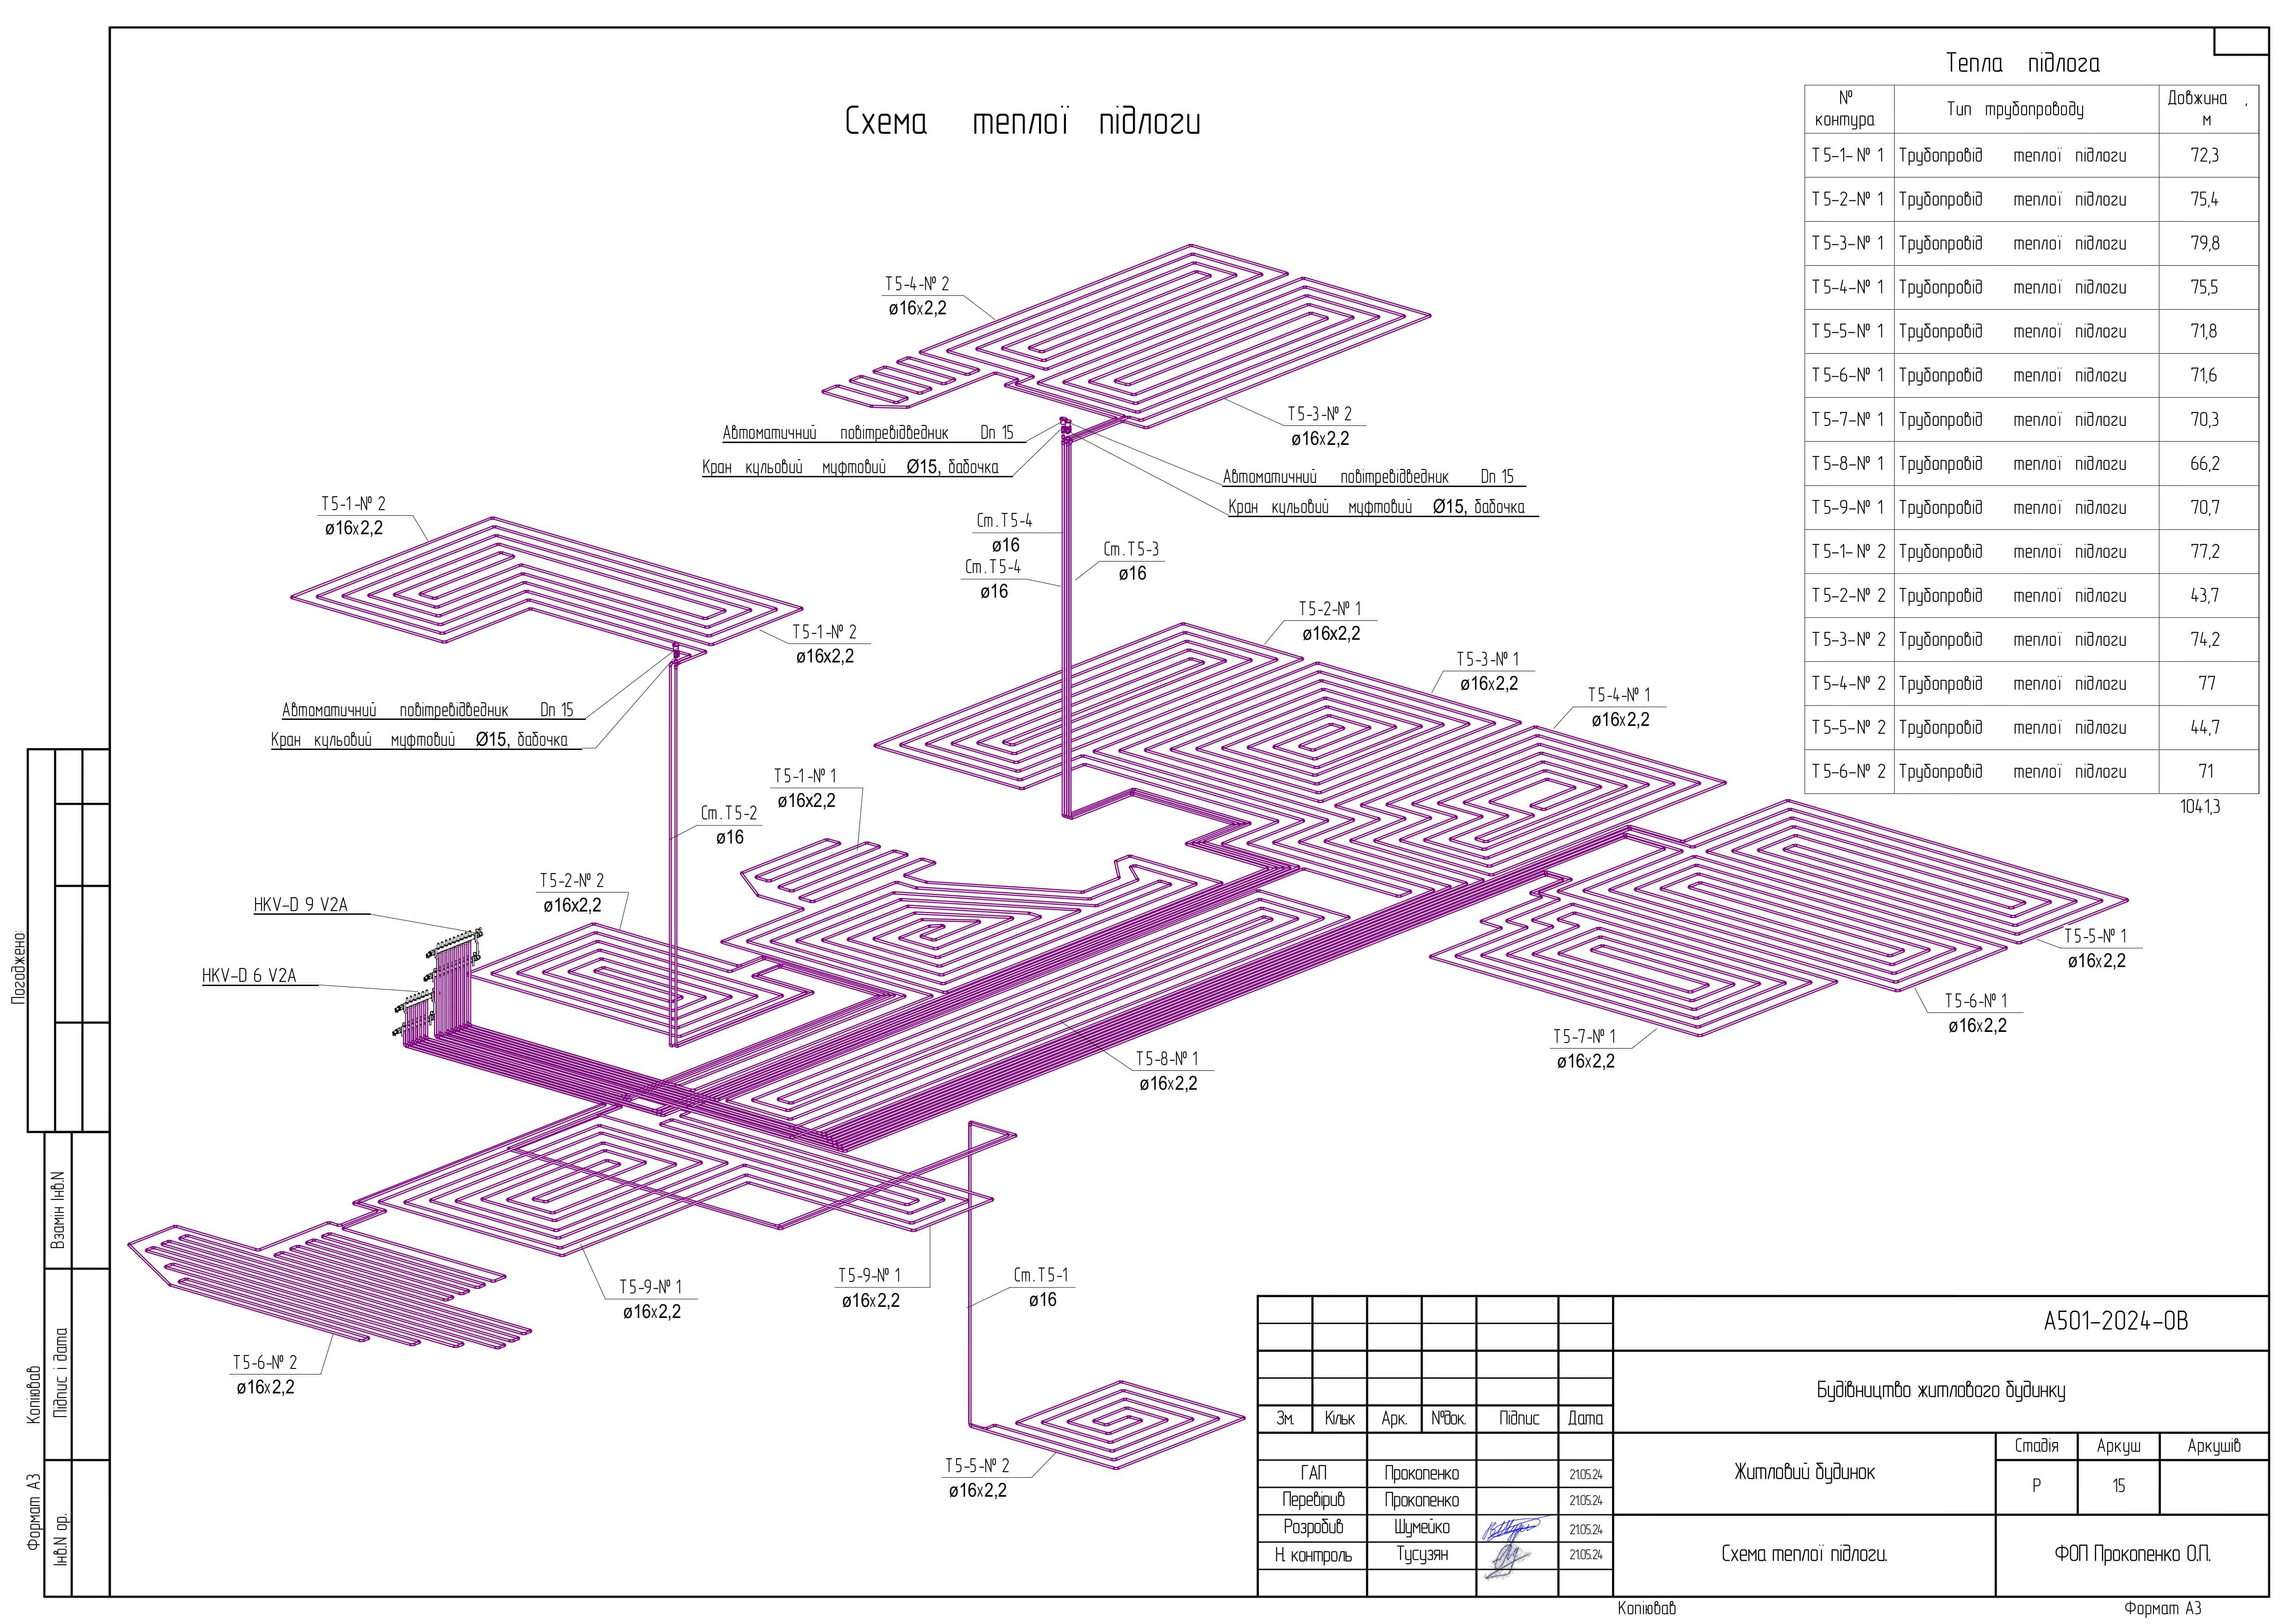 Схема теплої підлоги
Тепла підлога
№ контура Тип трубопроводу Довжина, м
Т5-1-№ 1 Трубопровід теплої підлоги 72,3
Т5-2-№ 1 Трубопровід теплої підлоги 75,4
Т5-3-№ 1 Трубопровід теплої підлоги 79,8
Т5-4-№ 1 Трубопровід теплої підлоги 75,5
Т5-5-№ 1 Трубопровід теплої підлоги 71,8
Т5-6-№ 1 Трубопровід теплої підлоги 71,6
Т5-7-№ 1 Трубопровід теплої підлоги 70,3
Т5-8-№ 1 Трубопровід теплої підлоги 66,2
Т5-9-№ 1 Трубопровід теплої підлоги 70,7
Т5-1-№ 2 Трубопровід теплої підлоги 77,2
Т5-2-№ 2 Трубопровід теплої підлоги 43,7
Т5-3-№ 2 Трубопровід теплої підлоги 74,2
Т5-4-№ 2 Трубопровід теплої підлоги 77
Т5-5-№ 2 Трубопровід теплої підлоги 44,7
Т5-6-№ 2 Трубопровід теплої підлоги 71
1041,3
Т5-4-№ 2
ø16x2,2
Т5-3-№ 2
ø16x2,2
Автоматичний повітревідведник Dn 15
Кран кульовий муфтовий Ø15, бабочка
Автоматичний повітревідведник Dn 15
Кран кульовий муфтовий Ø15, бабочка
Т5-1-№ 2
ø16x2,2
Ст.Т5-4
ø16
Ст.Т5-3
ø16
Ст.Т5-4
ø16
Т5-2-№ 1
ø16x2,2
Т5-1-№ 2
ø16x2,2
Т5-3-№ 1
ø16x2,2
Т5-4-№ 1
ø16x2,2
Автоматичний повітревідведник Dn 15
Кран кульовий муфтовий Ø15, бабочка
Т5-1-№ 1
ø16x2,2
Ст.Т5-2
ø16
Т5-2-№ 2
ø16x2,2
HKV-D 9 V2A
HKV-D 6 V2A
Т5-5-№ 1
ø16x2,2
Т5-6-№ 1
ø16x2,2
Т5-7-№ 1
ø16x2,2
Т5-8-№ 1
ø16x2,2
Т5-9-№ 1
ø16x2,2
Т5-9-№ 1
ø16x2,2
Ст.Т5-1
ø16
Т5-6-№ 2
ø16x2,2
Т5-5-№ 2
ø16x2,2
Погоджено:
Взамін Інв.N
Підпис і дата
Інв.N ор.
Копіював
Формат А3
А501-2024-ОВ
Будівництво житлового будинку
Зм. Кільк Арк. №док. Підпис Дата
Житловий будинок
Стадія Аркуш Аркушів
Р 15
ГАП Прокопенко 21.05.24
Перевірив Прокопенко 21.05.24
Розробив Шумейко 21.05.24
Н. контроль Тусузян 21.05.24
Схема теплої підлоги.
ФОП Прокопенко О.П.
Копіював
Формат А3